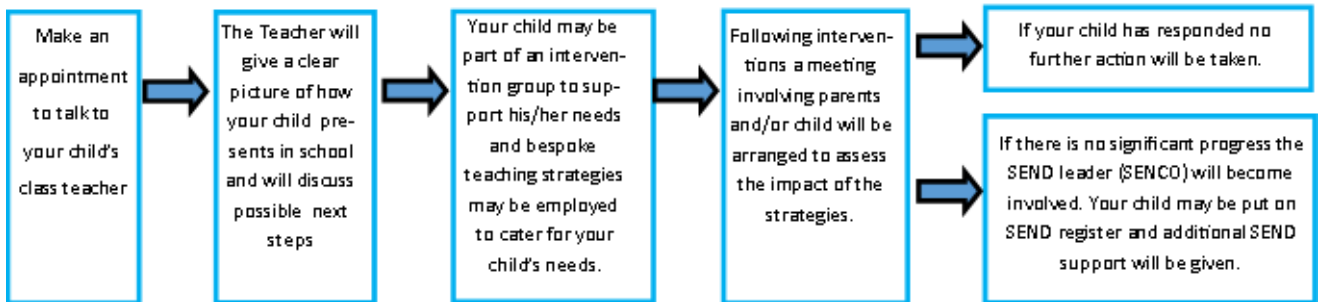 Make an
appointment
to talk to
your child's
class teacher
The Teacher will
give a clear
picture of how
your child pre-
sents in school
and will discuss
possible next
steps
Your child may be
part of an interven-
tion group to sup-
port his/her needs
and bespoke
teaching strategies
may be employed
to cater for your
child's needs.
Following interven-
tions a meeting
involving parents
and/or child will be
arranged to assess
the impact of the
strategies.
If your child has responded no
further action will be taken.
If there is no significant progress the
SEND leader (SENCO) will become
involved. Your child may be put on
SEND register and additional SEND
support will be given.